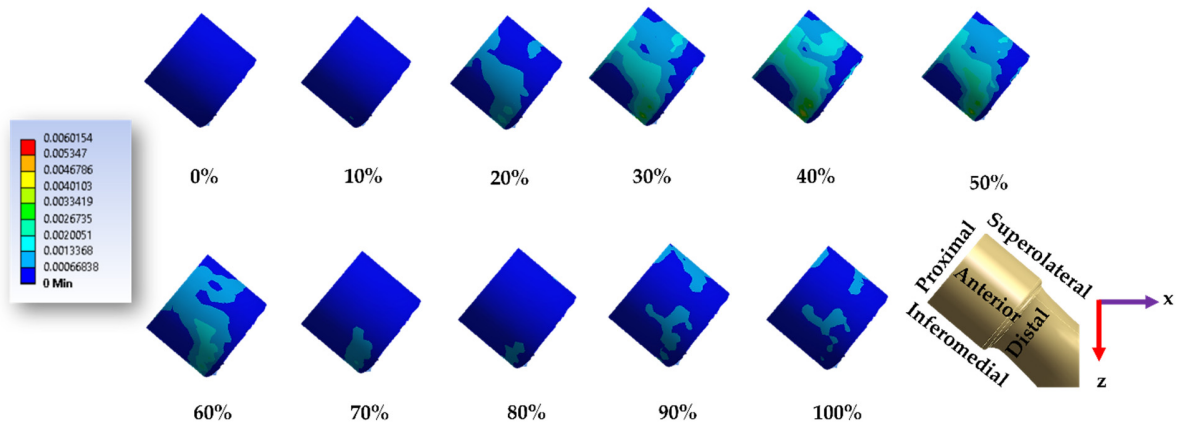 0.0060154
0.005347
0.0046786
0.0040103
0.0033419
0.0026735
0.0020051
0.0013368
0.00066838
0 Min
0%
10%
20%
30%
40%
50%
60%
70%
80%
90%
100%
Proximal
Superolateral
Anterior
Distal
Inferomedial
x
z